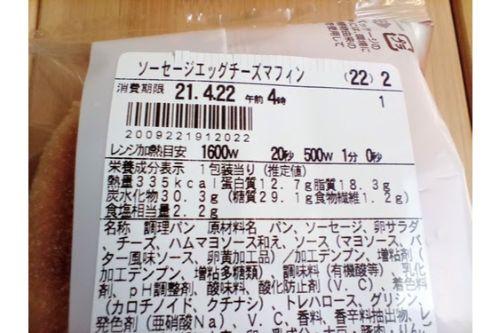 ソーセージエッグチーズマフィン (22) 2
消費期限 21.4.22 午前 4時 1
2009221912022
レンジ加熱目安 1600W 20秒 500W 1分 0秒
栄養成分表示 1包装当り (推定値)
熱量335kcal蛋白質12.7g脂質18.3g
炭水化物30.3g(糖質29.1g食物繊維1.2g)
食塩相当量2.2g
名称 調理パン 原材料名 パン、ソーセージ、卵サラダ
、チーズ、ハムマヨソース和え、ソース(マヨソース、バ
ター風味ソース、卵黄加工品)/加工デンプン、増粘剤(
加工デンプン、増粘多糖類)、調味料(有機酸等)、乳化
剤、pH調整剤、酸味料、酸化防止剤(V.C)、着色料
(カロチノイド、クチナシ)、トレハロース、グリシン、
発色剤(亜硝酸Na)、V.C、香料、香辛料抽出物、